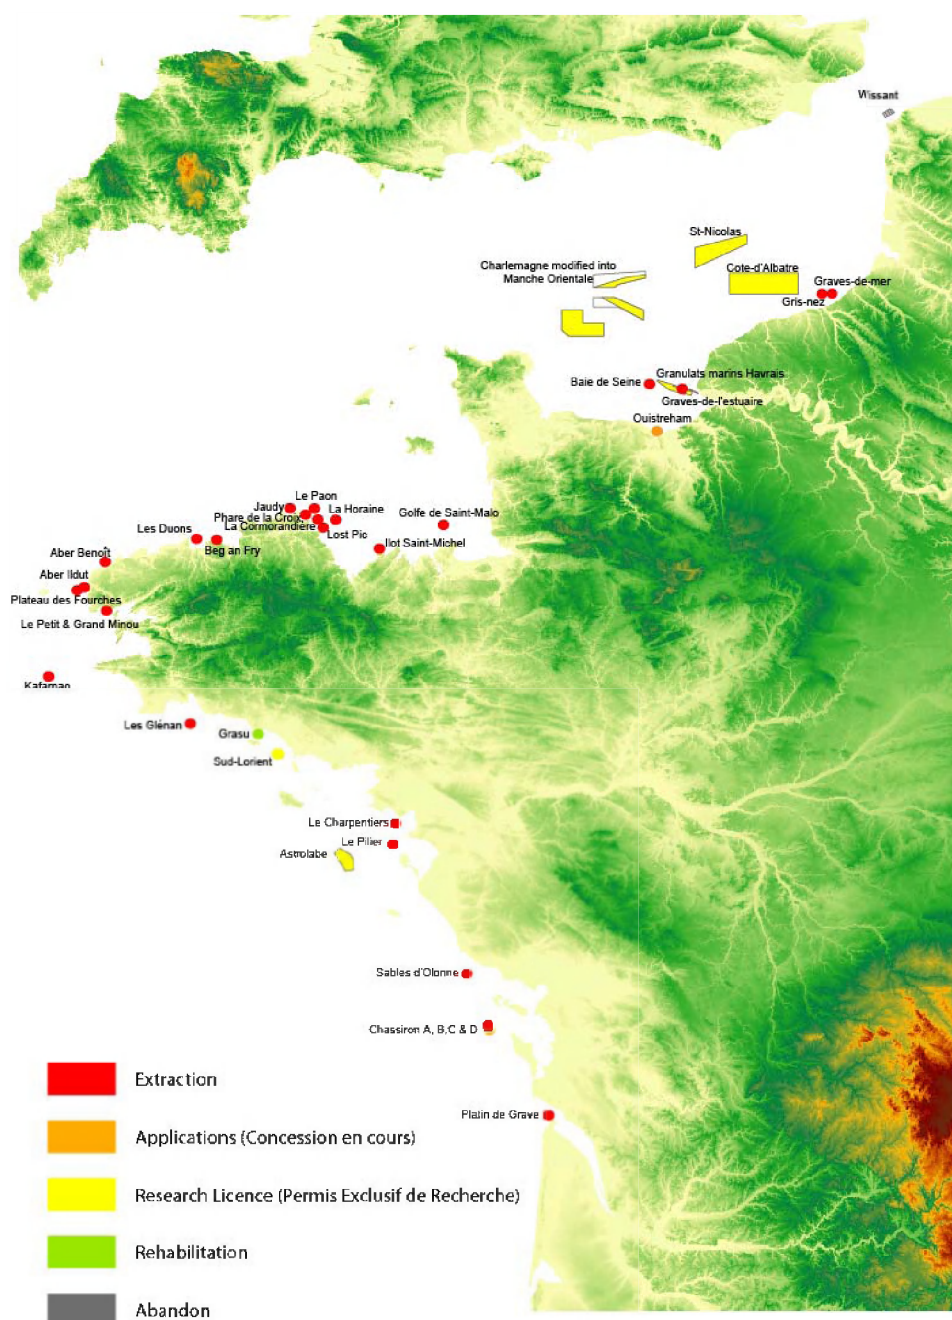 Wissant
St-Nicolas
Charlemagne modified into
Manche Orientale
Cote-d'Albatre
Graves-de-mer
Gris-nez
Baie de Seine
Granulats marins Havrais
Graves-de-l'estuaire
Ouistreham
Le Paon
Jaudy
Phare de la Croix
La Horaine
La Cormorandière
Lost Pic
Golfe de Saint-Malo
Les Duons
Beg an Fry
Ilot Saint-Michel
Aber Benoît
Aber Ildut
Plateau des Fourches
Le Petit & Grand Minou
Kafarnao
Les Glénan
Grasu
Sud-Lorient
Le Charpentiers
Le Pilier
Astrolabe
Sables d'Olonne
Chassiron A, B,C & D
Platin de Grave
Extraction
Applications (Concession en cours)
Research Licence (Permis Exclusif de Recherche)
Rehabilitation
Abandon